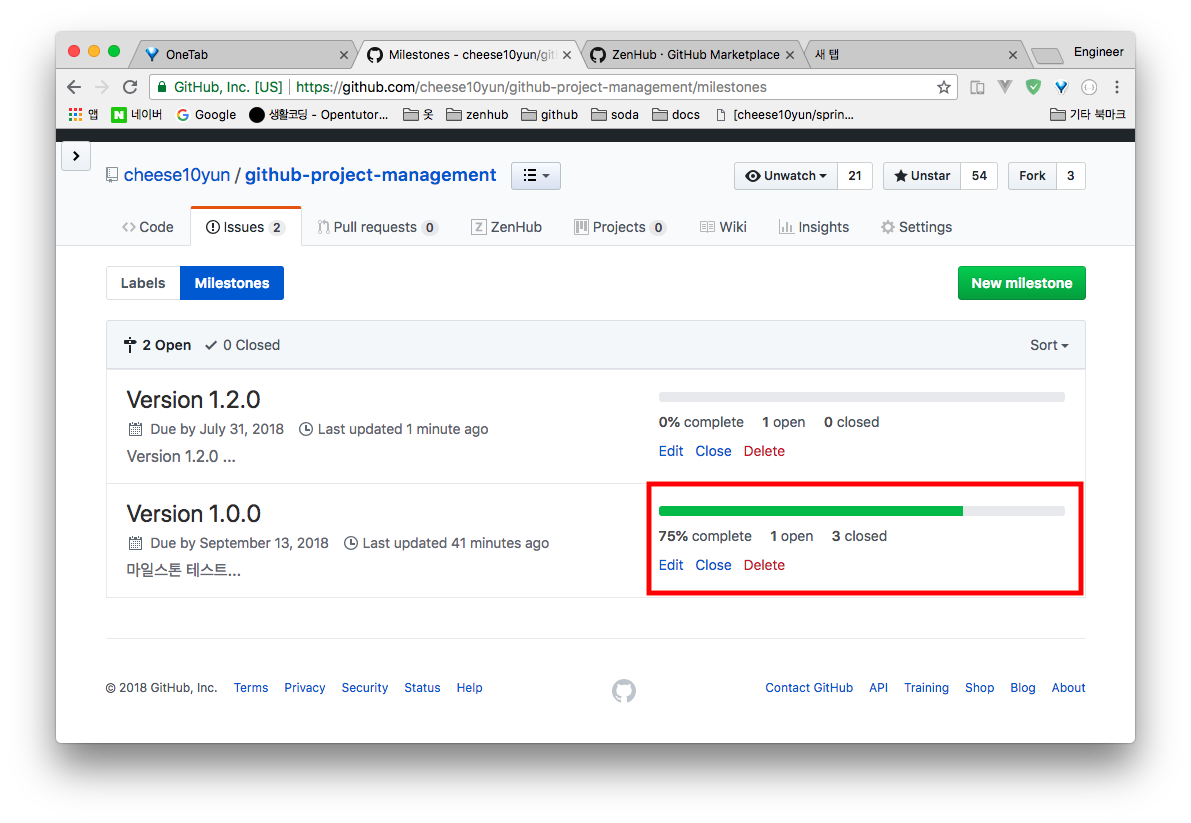 OneTab
Milestones - cheese10yun/git
ZenHub · GitHub Marketplace
새 탭
Engineer
GitHub, Inc. [US] https://github.com/cheese10yun/github-project-management/milestones
앱 N 네이버 Google 생활코딩 - Opentutor... 옷 zenhub github soda docs [cheese10yun/sprin... 기타 북마크
cheese10yun / github-project-management
Unwatch 21 Unstar 54 Fork 3
Code Issues 2 Pull requests 0 Z ZenHub Projects 0 Wiki Insights Settings
Labels Milestones New milestone
2 Open 0 Closed Sort
Version 1.2.0
Due by July 31, 2018 Last updated 1 minute ago
Version 1.2.0 ...
0% complete 1 open 0 closed
Edit Close Delete
Version 1.0.0
Due by September 13, 2018 Last updated 41 minutes ago
마일스톤 테스트...
75% complete 1 open 3 closed
Edit Close Delete
© 2018 GitHub, Inc. Terms Privacy Security Status Help
Contact GitHub API Training Shop Blog About